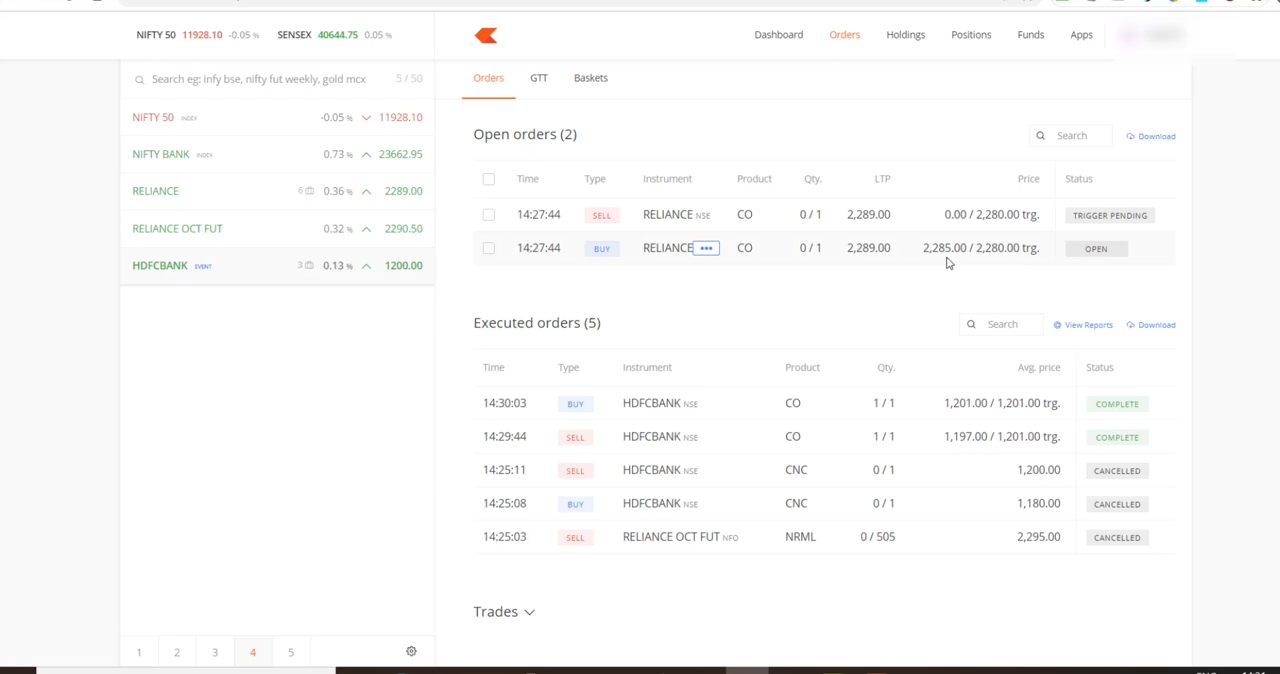 NIFTY 50 11928.10 -0.05 % SENSEX 40644.75 0.05 %
Dashboard Orders Holdings Positions Funds Apps
Search eg: infy bse, nifty fut weekly, gold mcx 5 / 50
NIFTY 50 INDEX -0.05 % 11928.10
NIFTY BANK INDEX 0.73 % 23662.95
RELIANCE 6 0.36 % 2289.00
RELIANCE OCT FUT 0.32 % 2290.50
HDFCBANK EVENT 3 0.13 % 1200.00
1 2 3 4 5
Orders GTT Baskets
Open orders (2) Search Download
Time Type Instrument Product Qty. LTP Price Status
14:27:44 SELL RELIANCE NSE CO 0 / 1 2,289.00 0.00 / 2,280.00 trg. TRIGGER PENDING
14:27:44 BUY RELIANCE ••• CO 0 / 1 2,289.00 2,285.00 / 2,280.00 trg. OPEN
Executed orders (5) Search View Reports Download
Time Type Instrument Product Qty. Avg. price Status
14:30:03 BUY HDFCBANK NSE CO 1 / 1 1,201.00 / 1,201.00 trg. COMPLETE
14:29:44 SELL HDFCBANK NSE CO 1 / 1 1,197.00 / 1,201.00 trg. COMPLETE
14:25:11 SELL HDFCBANK NSE CNC 0 / 1 1,200.00 CANCELLED
14:25:08 BUY HDFCBANK NSE CNC 0 / 1 1,180.00 CANCELLED
14:25:03 SELL RELIANCE OCT FUT NFO NRML 0 / 505 2,295.00 CANCELLED
Trades